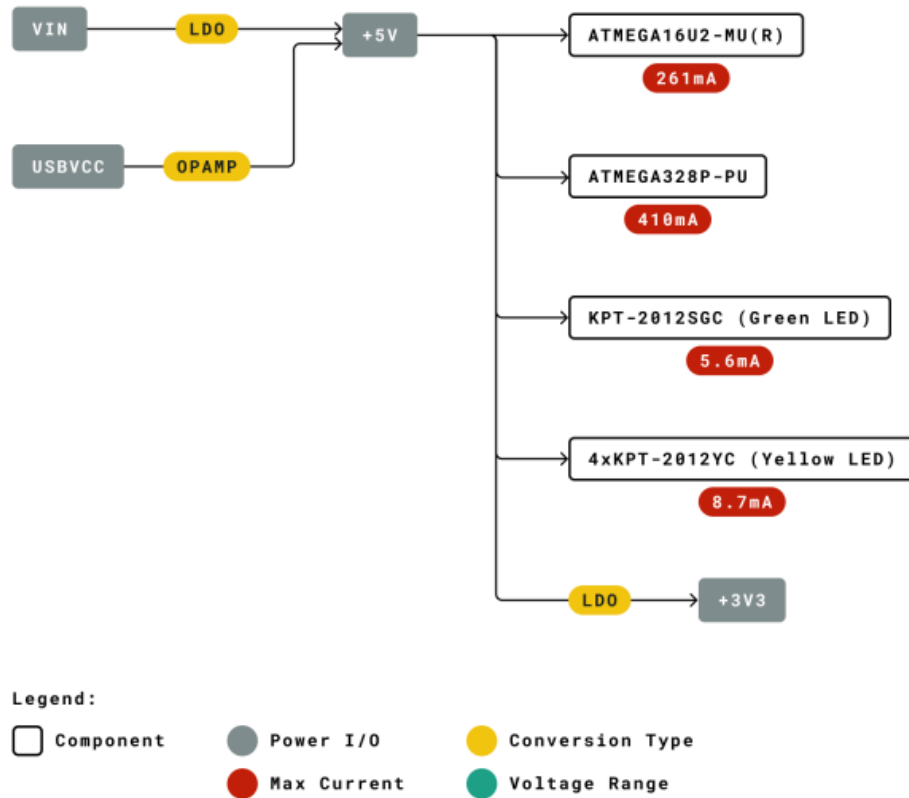 VIN
LDO
+5V
ATMEGA16U2-MU(R)
261mA
USBVCC
OPAMP
ATMEGA328P-PU
410mA
KPT-2012SGC (Green LED)
5.6mA
4xKPT-2012YC (Yellow LED)
8.7mA
LDO
+3V3
Legend:
Component
Power I/O
Conversion Type
Max Current
Voltage Range